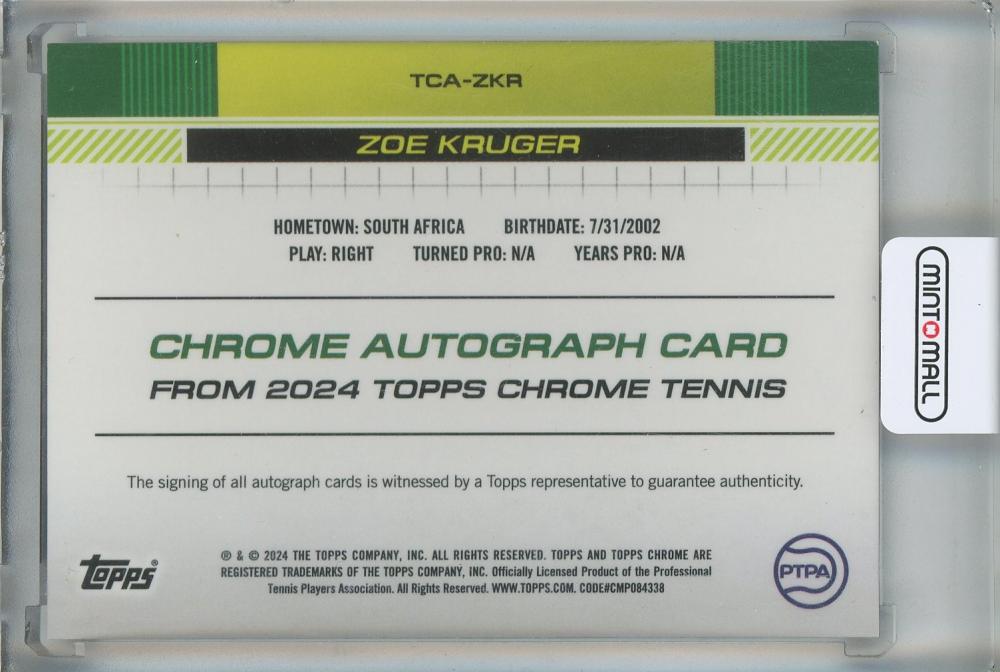 TCA-ZKR
ZOE KRUGER
HOMETOWN: SOUTH AFRICA BIRTHDATE: 7/31/2002
PLAY: RIGHT TURNED PRO: N/A YEARS PRO: N/A
CHROME AUTOGRAPH CARD
FROM 2024 TOPPS CHROME TENNIS
The signing of all autograph cards is witnessed by a Topps representative to guarantee authenticity.
topps®
® & © 2024 THE TOPPS COMPANY, INC. ALL RIGHTS RESERVED. TOPPS AND TOPPS CHROME ARE
REGISTERED TRADEMARKS OF THE TOPPS COMPANY, INC. Officially Licensed Product of the Professional
Tennis Players Association. All Rights Reserved. WWW.TOPPS.COM. CODE#CMP084338
PTPA
MINT MALL